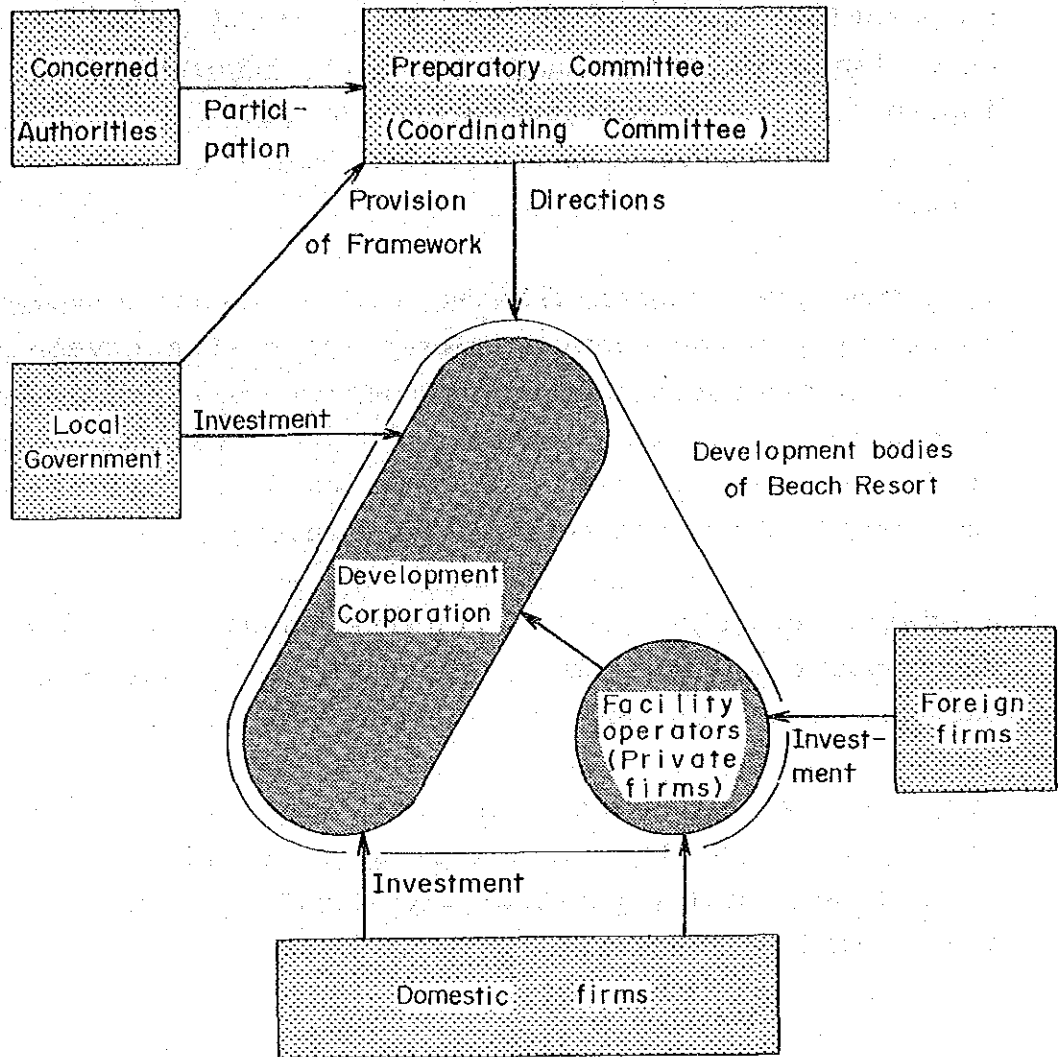 Concerned
Authorities
Partici-
pation
Preparatory Committee
(Coordinating Committee)
Provision
of Framework
Directions
Local
Government
Investment
Development bodies
of Beach Resort
Development
Corporation
Facility
operators
(Private
firms)
Invest-
ment
Foreign
firms
Investment
Domestic firms